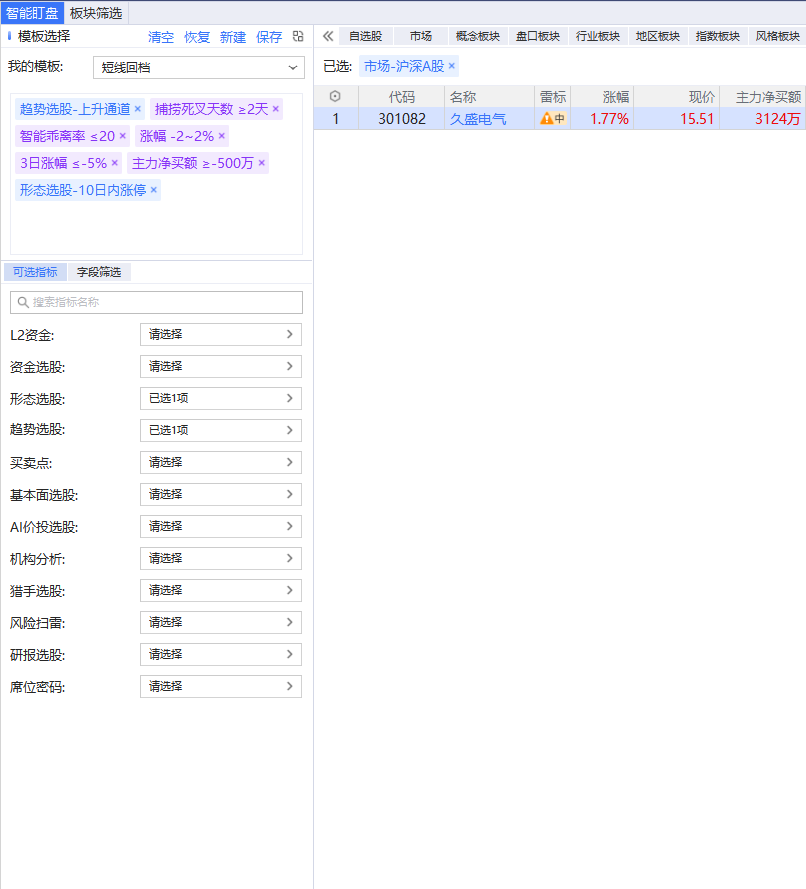 智能盯盘 板块筛选
模板选择 清空 恢复 新建 保存
我的模板: 短线回档
趋势选股-上升通道 × 捕捞死叉天数 ≥2天 ×
智能乖离率 ≤20 × 涨幅 -2~2% ×
3日涨幅 ≤-5% × 主力净买额 ≥-500万 ×
形态选股-10日内涨停 ×
可选指标 字段筛选
搜索指标名称
L2资金: 请选择
资金选股: 请选择
形态选股: 已选1项
趋势选股: 已选1项
买卖点: 请选择
基本面选股: 请选择
AI价投选股: 请选择
机构分析: 请选择
猎手选股: 请选择
风险扫雷: 请选择
研报选股: 请选择
席位密码: 请选择
自选股 市场 概念板块 盘口板块 行业板块 地区板块 指数板块 风格板块
已选: 市场-沪深A股 ×
代码 名称 雷标 涨幅 现价 主力净买额
1 301082 久盛电气 中 1.77% 15.51 3124万